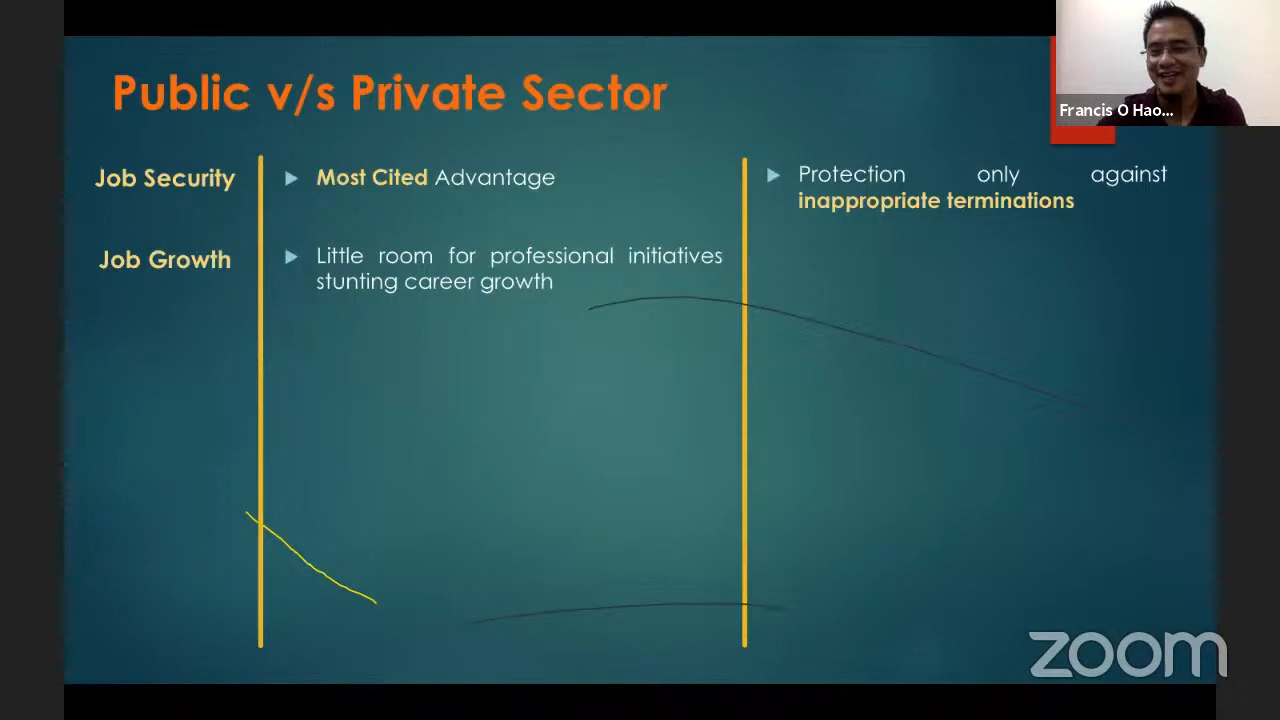 Public v/s Private Sector
Francis O Hao...
Job Security
Most Cited Advantage
Protection only against
inappropriate terminations
Job Growth
Little room for professional initiatives
stunting career growth
zoom